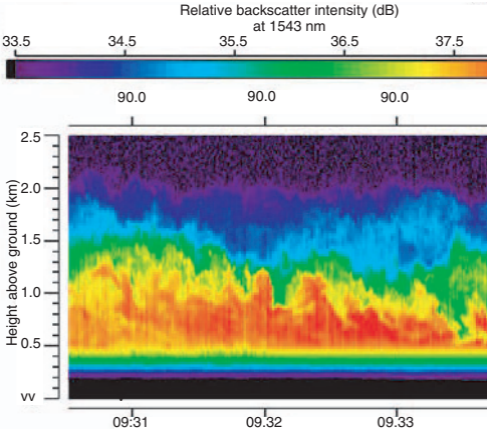 Relative backscatter intensity (dB)
at 1543 nm
33.5 34.5 35.5 36.5 37.5
90.0 90.0 90.0
Height above ground (km)
2.5
2.0
1.5
1.0
0.5
vv
09:31 09:32 09:33